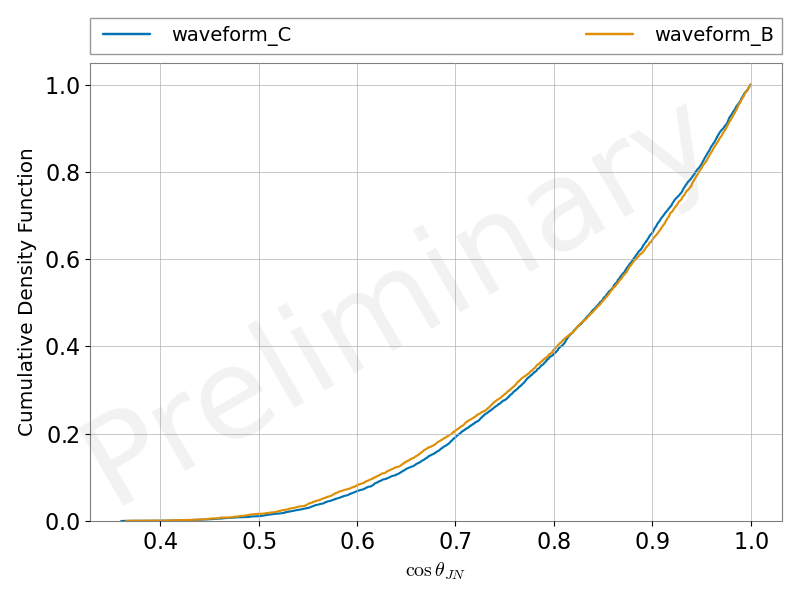 waveform_C waveform_B
Cumulative Density Function
1.0
0.8
0.6
0.4
0.2
0.0
Preliminary
0.4 0.5 0.6 0.7 0.8 0.9 1.0
cos θ_JN